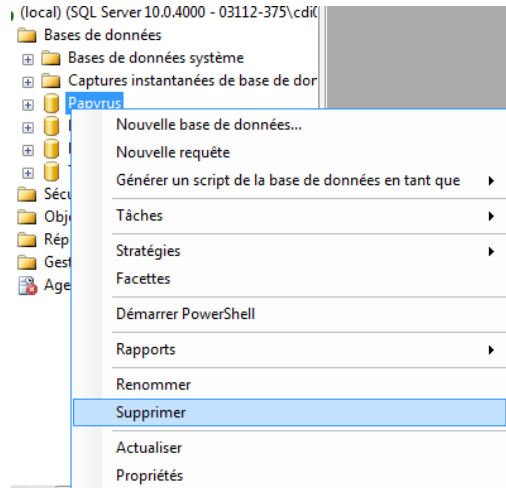 (local) (SQL Server 10.0.4000 - 03112-375\cdi(
Bases de données
Bases de données système
Captures instantanées de base de don
Papyrus
Nouvelle base de données...
Nouvelle requête
Générer un script de la base de données en tant que
Sécu
Tâches
Obje
Rép
Stratégies
Gest
Facettes
Age
Démarrer PowerShell
Rapports
Renommer
Supprimer
Actualiser
Propriétés